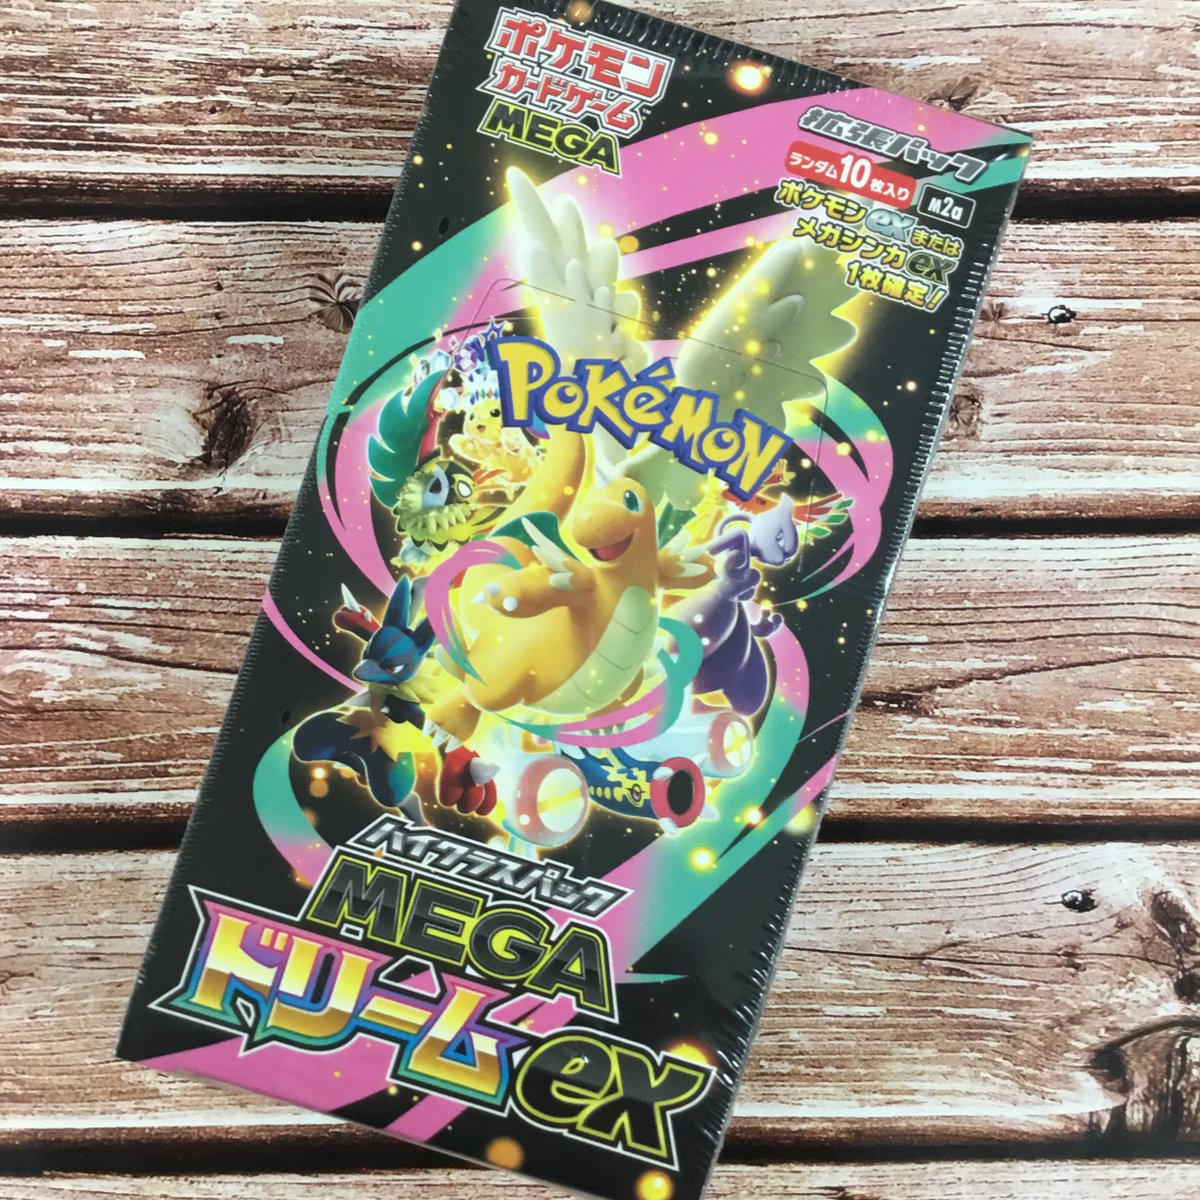 ポケモン
カードゲーム
MEGA
拡張パック
ランダム10枚入り
M2a
ポケモンexまたは
メガシンカex
1枚確定!
POKéMON
ハイクラスパック
MEGA
ドリームex